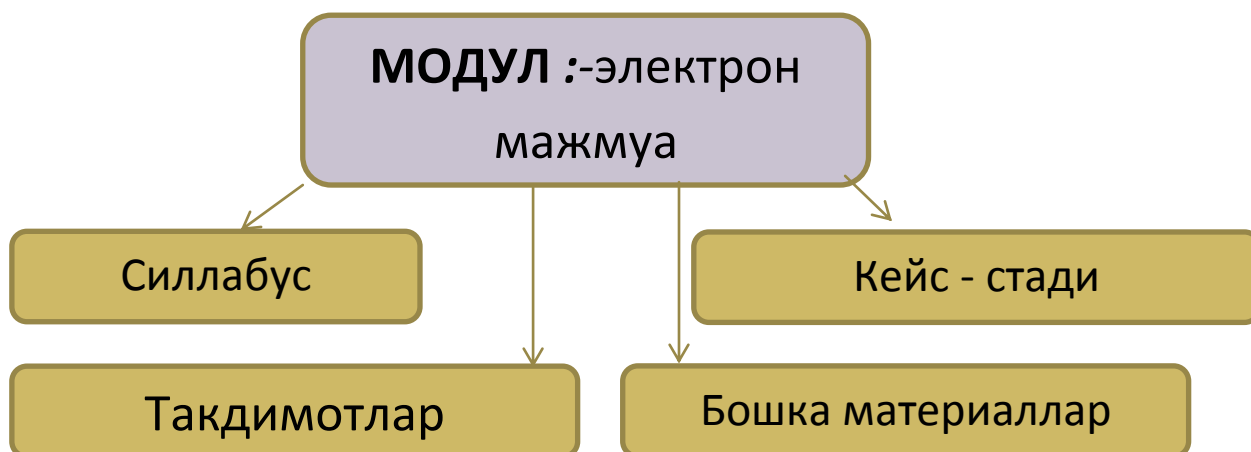 МОДУЛ :-электрон
мажмуа
Силлабус
Кейс - стади
Такдимотлар
Бошка материаллар